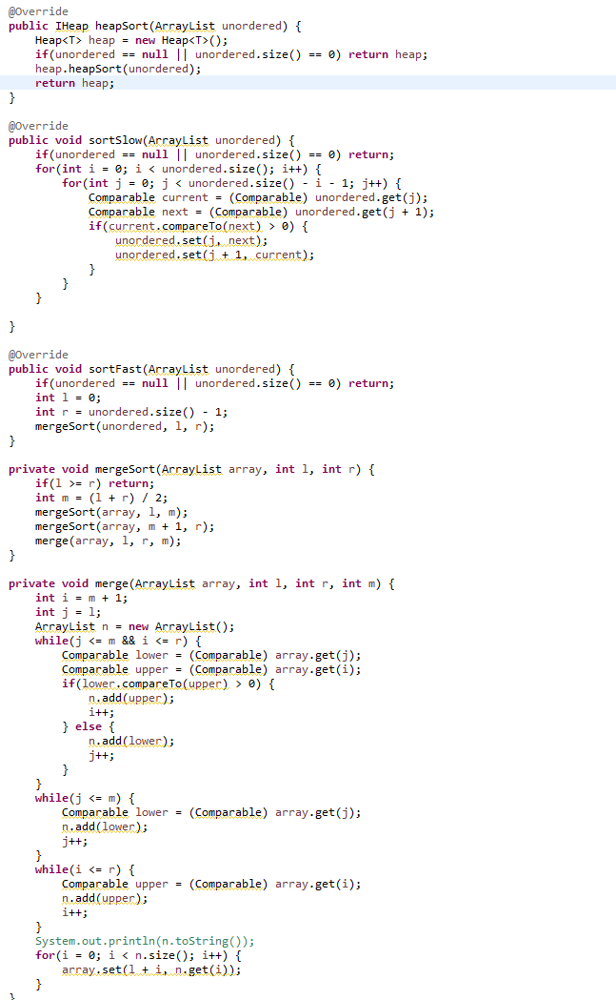 @Override
public IHeap heapSort(ArrayList unordered) {
    Heap<T> heap = new Heap<T>();
    if(unordered == null || unordered.size() == 0) return heap;
    heap.heapSort(unordered);
    return heap;
}

@Override
public void sortSlow(ArrayList unordered) {
    if(unordered == null || unordered.size() == 0) return;
    for(int i = 0; i < unordered.size(); i++) {
        for(int j = 0; j < unordered.size() - i - 1; j++) {
            Comparable current = (Comparable) unordered.get(j);
            Comparable next = (Comparable) unordered.get(j + 1);
            if(current.compareTo(next) > 0) {
                unordered.set(j, next);
                unordered.set(j + 1, current);
            }
        }
    }

}

@Override
public void sortFast(ArrayList unordered) {
    if(unordered == null || unordered.size() == 0) return;
    int l = 0;
    int r = unordered.size() - 1;
    mergeSort(unordered, l, r);
}

private void mergeSort(ArrayList array, int l, int r) {
    if(l >= r) return;
    int m = (l + r) / 2;
    mergeSort(array, l, m);
    mergeSort(array, m + 1, r);
    merge(array, l, r, m);
}

private void merge(ArrayList array, int l, int r, int m) {
    int i = m + 1;
    int j = l;
    ArrayList n = new ArrayList();
    while(j <= m && i <= r) {
        Comparable lower = (Comparable) array.get(j);
        Comparable upper = (Comparable) array.get(i);
        if(lower.compareTo(upper) > 0) {
            n.add(upper);
            i++;
        } else {
            n.add(lower);
            j++;
        }
    }
    while(j <= m) {
        Comparable lower = (Comparable) array.get(j);
        n.add(lower);
        j++;
    }
    while(i <= r) {
        Comparable upper = (Comparable) array.get(i);
        n.add(upper);
        i++;
    }
    System.out.println(n.toString());
    for(i = 0; i < n.size(); i++) {
        array.set(l + i, n.get(i));
    }
}